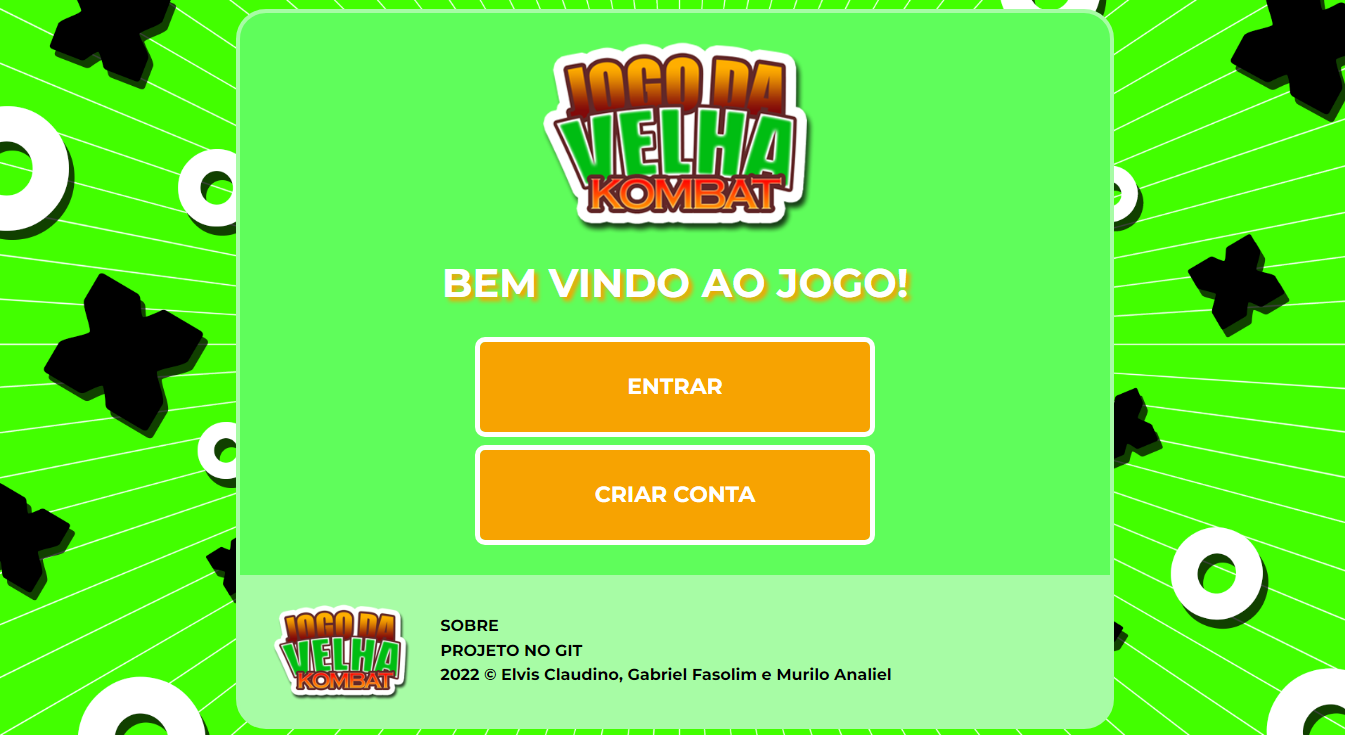 JOGO DA
VELHA
KOMBAT
BEM VINDO AO JOGO!
ENTRAR
CRIAR CONTA
JOGO DA
VELHA
KOMBAT
SOBRE
PROJETO NO GIT
2022 © Elvis Claudino, Gabriel Fasolim e Murilo Analiel